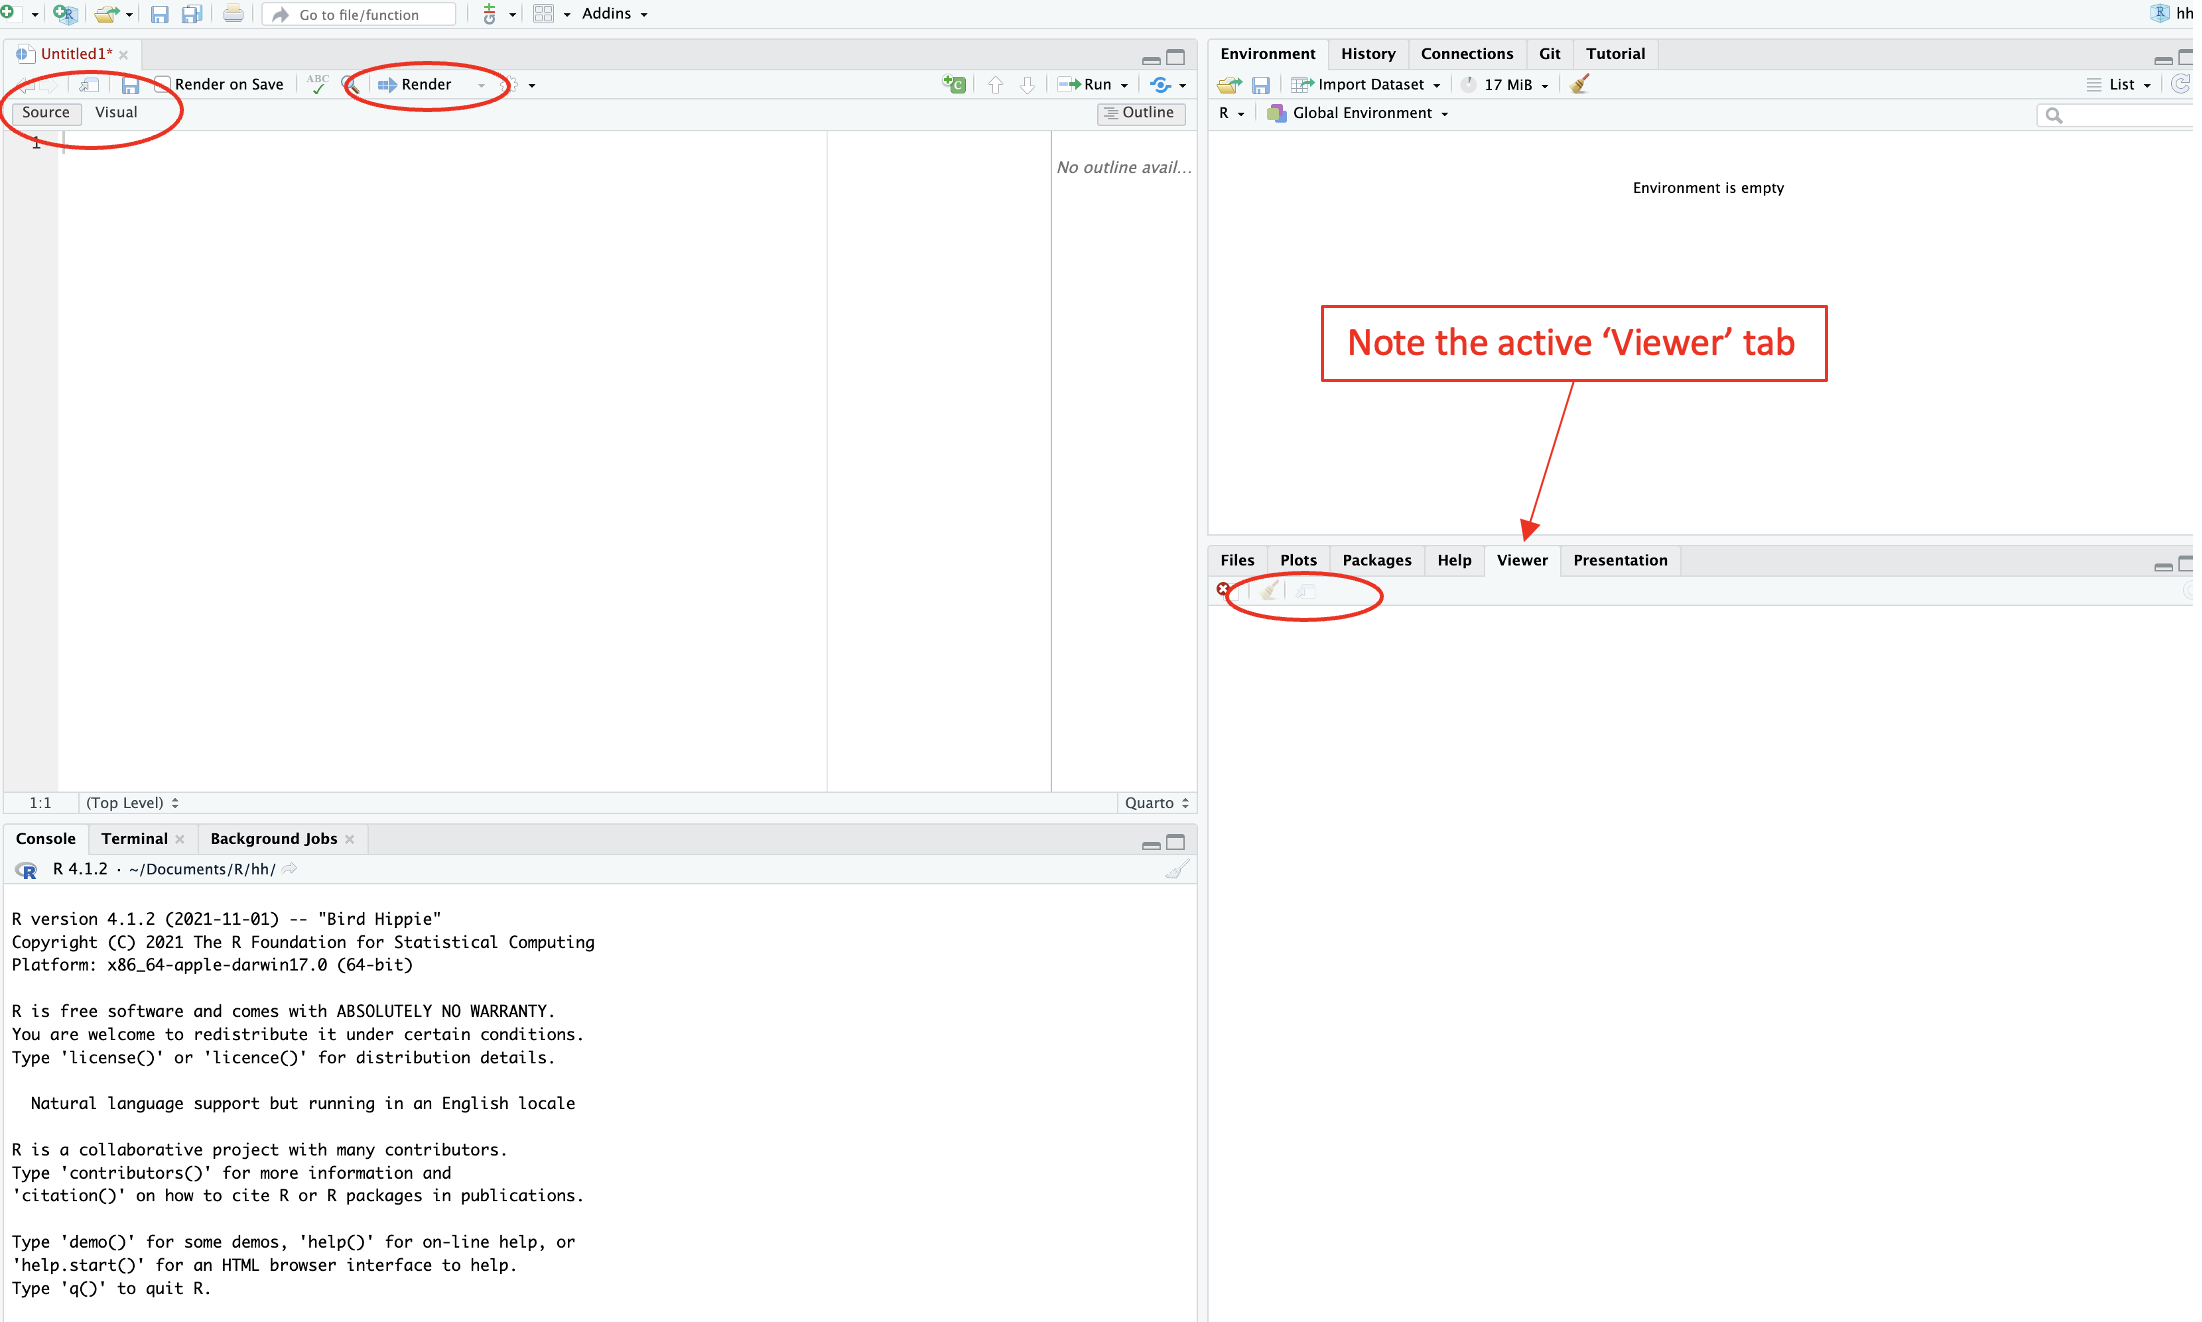 Go to file/function
Addins
hh
Untitled1*
Render on Save
ABC
Render
Run
Source
Visual
Outline
1
No outline avail...
1:1
(Top Level)
Quarto
Console
Terminal
Background Jobs
R 4.1.2 · ~/Documents/R/hh/
R version 4.1.2 (2021-11-01) -- "Bird Hippie"
Copyright (C) 2021 The R Foundation for Statistical Computing
Platform: x86_64-apple-darwin17.0 (64-bit)
R is free software and comes with ABSOLUTELY NO WARRANTY.
You are welcome to redistribute it under certain conditions.
Type 'license()' or 'licence()' for distribution details.
Natural language support but running in an English locale
R is a collaborative project with many contributors.
Type 'contributors()' for more information and
'citation()' on how to cite R or R packages in publications.
Type 'demo()' for some demos, 'help()' for on-line help, or
'help.start()' for an HTML browser interface to help.
Type 'q()' to quit R.
Environment
History
Connections
Git
Tutorial
Import Dataset
17 MiB
List
R
Global Environment
Environment is empty
Note the active ‘Viewer’ tab
Files
Plots
Packages
Help
Viewer
Presentation